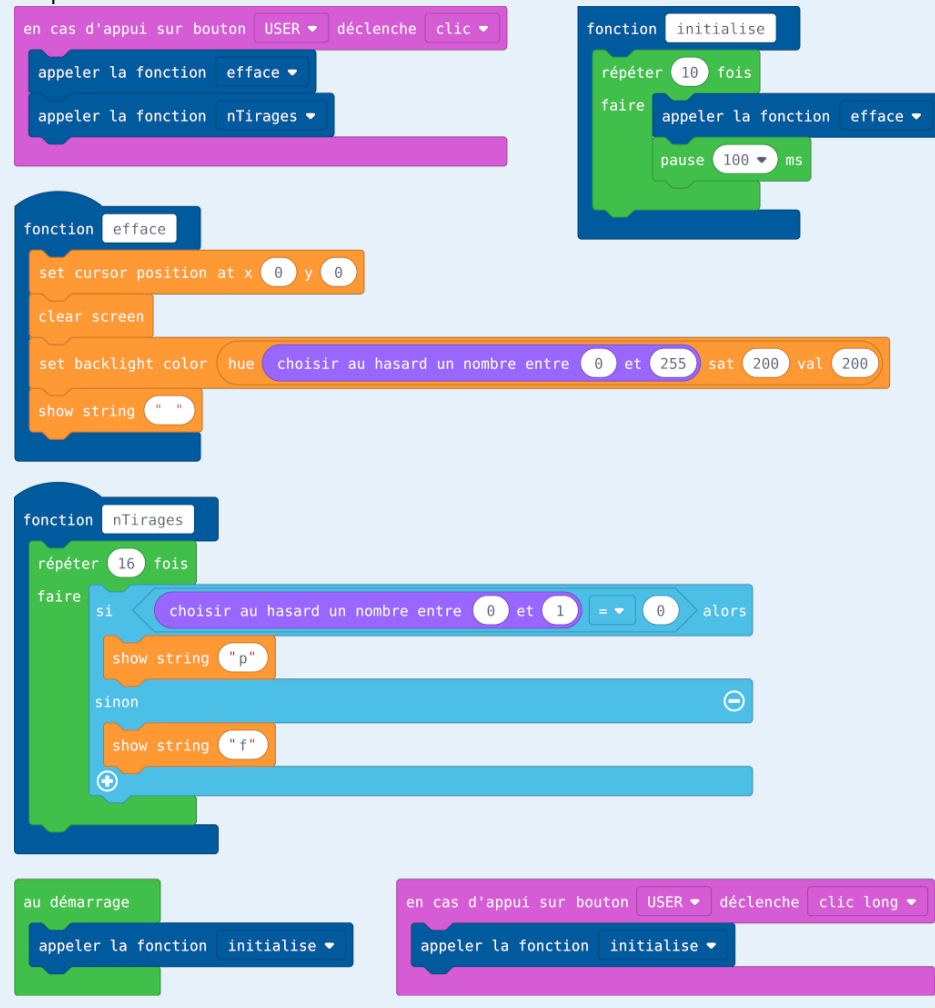 en cas d'appui sur bouton USER déclenche clic
appeler la fonction efface
appeler la fonction nTirages
fonction initialise
répéter 10 fois
faire
appeler la fonction efface
pause 100 ms
fonction efface
set cursor position at x 0 y 0
clear screen
set backlight color hue choisir au hasard un nombre entre 0 et 255 sat 200 val 200
show string " "
fonction nTirages
répéter 16 fois
faire
si choisir au hasard un nombre entre 0 et 1 = 0 alors
show string "p"
sinon
show string "f"
au démarrage
appeler la fonction initialise
en cas d'appui sur bouton USER déclenche clic long
appeler la fonction initialise